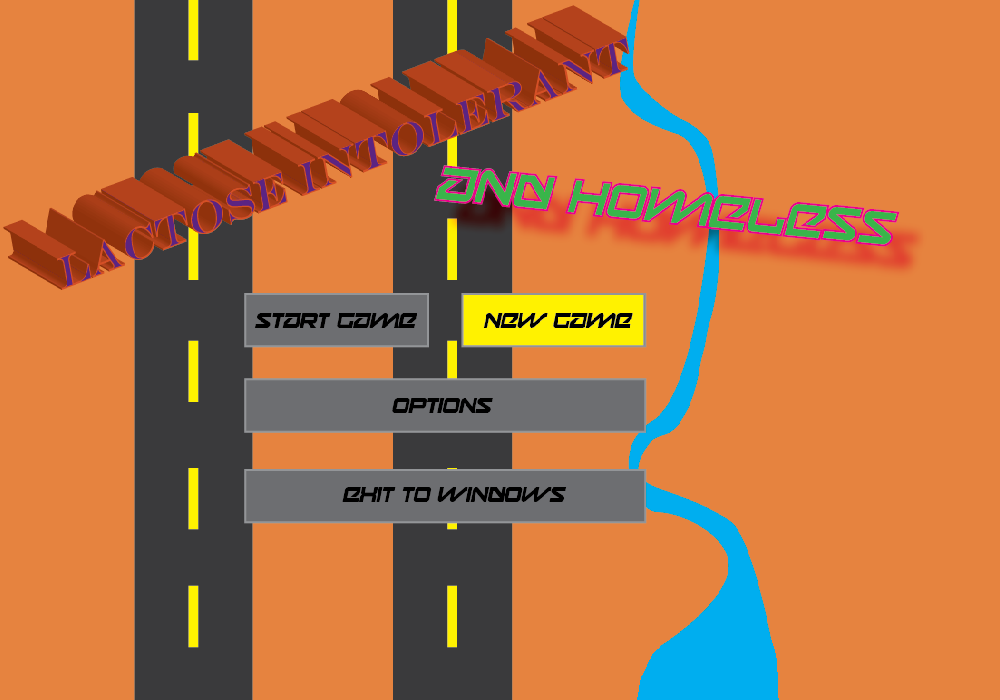 LACTOSE INTOLERANT
AND HOMELESS
START GAME
NEW GAME
OPTIONS
EXIT TO WINDOWS